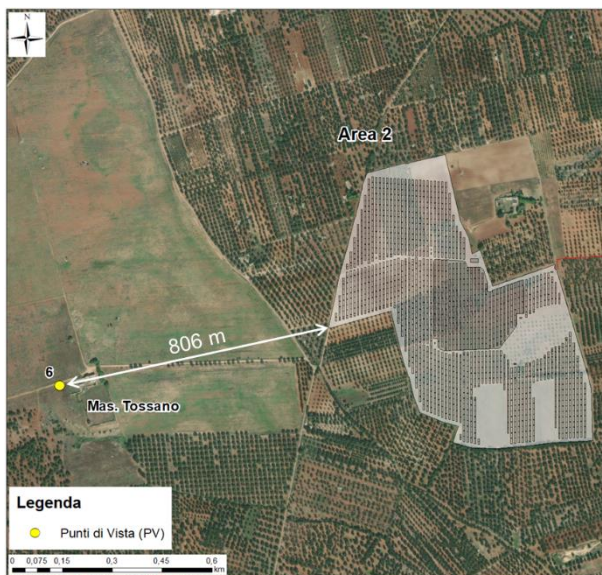 N
Area 2
806 m
6
Mas. Tossano
Legenda
Punti di Vista (PV)
0 0,075 0,15 0,3 0,45 0,6
km